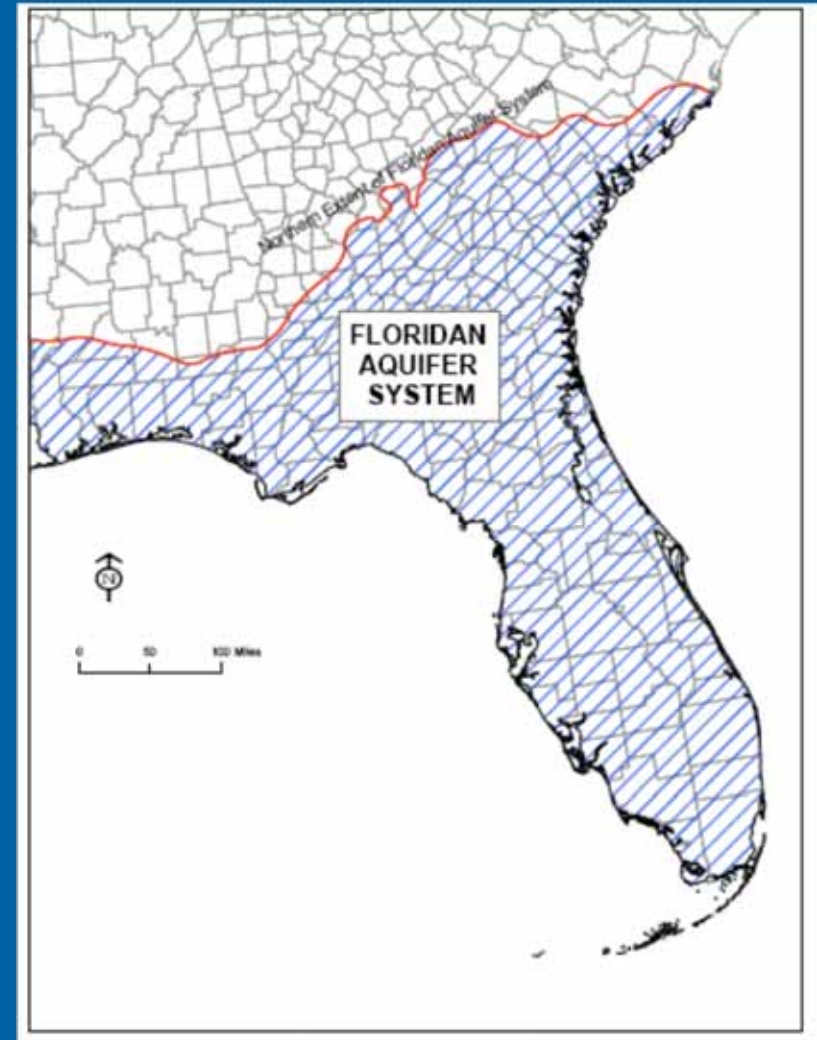 Northern Extent of Floridan Aquifer System
FLORIDAN
AQUIFER
SYSTEM
N
0 50 100 Miles